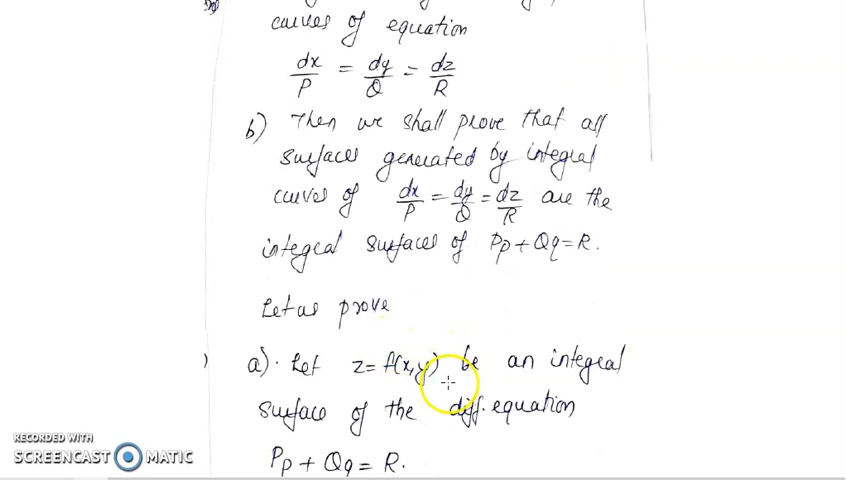 curves of equation
dx/P = dy/Q = dz/R
b) Then we shall prove that all
surfaces generated by integral
curves of dx/P = dy/Q = dz/R are the
integral surfaces of Pp + Qq = R.
Let us prove
a). Let z = f(x,y) be an integral
surface of the diff. equation
Pp + Qq = R.
RECORDED WITH
SCREENCAST MATIC